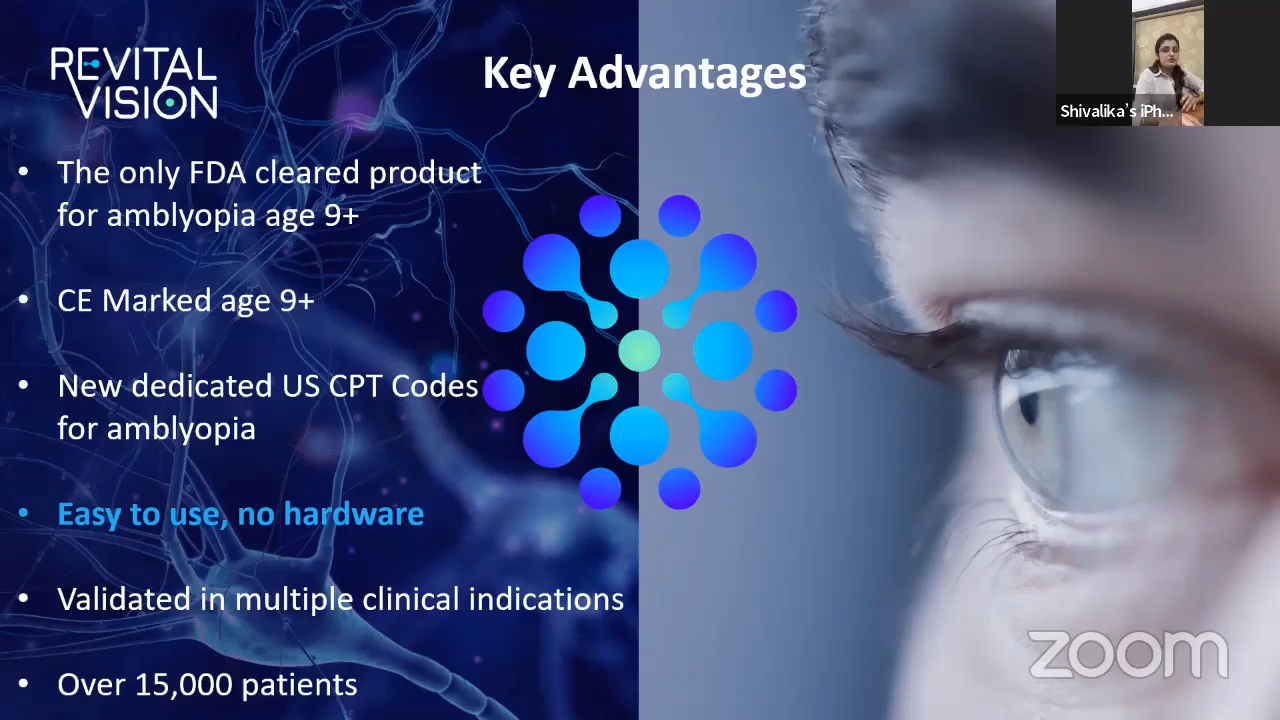 REVITAL
VISION
Key Advantages
Shivalika's iPh...
• The only FDA cleared product
for amblyopia age 9+
• CE Marked age 9+
• New dedicated US CPT Codes
for amblyopia
• Easy to use, no hardware
• Validated in multiple clinical indications
• Over 15,000 patients
zoom